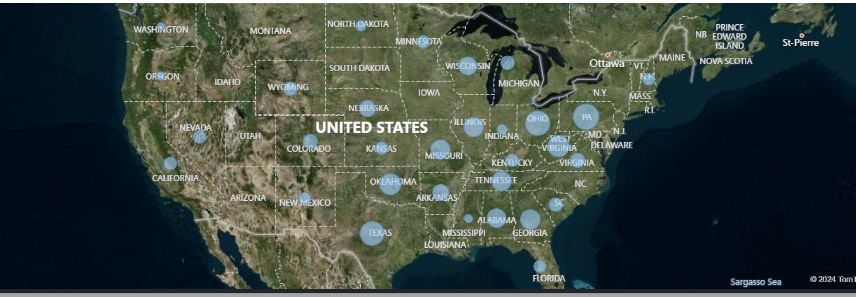 WASHINGTON
MONTANA
NORTH DAKOTA
MINNESOTA
OREGON
IDAHO
WYOMING
SOUTH DAKOTA
WISCONSIN
MICHIGAN
IOWA
NEBRASKA
NEVADA
UTAH
COLORADO
UNITED STATES
KANSAS
MISSOURI
ILLINOIS
INDIANA
OHIO
PA
N.Y.
VT.
N.H.
MASS.
R.I.
MAINE
NB
PRINCE
EDWARD
ISLAND
NOVA SCOTIA
St-Pierre
Ottawa
N.J.
MD.
DELAWARE
WEST
VIRGINIA
VIRGINIA
KENTUCKY
CALIFORNIA
ARIZONA
NEW MEXICO
OKLAHOMA
ARKANSAS
TENNESSEE
NC
SC
TEXAS
LOUISIANA
MISSISSIPPI
ALABAMA
GEORGIA
FLORIDA
Sargasso Sea
© 2024 Tom